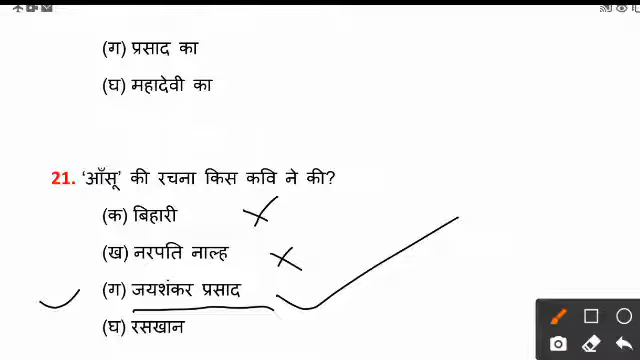 (ग) प्रसाद का
(घ) महादेवी का
21. 'आँसू' की रचना किस कवि ने की?
(क) बिहारी
(ख) नरपति नाल्ह
(ग) जयशंकर प्रसाद
(घ) रसखान